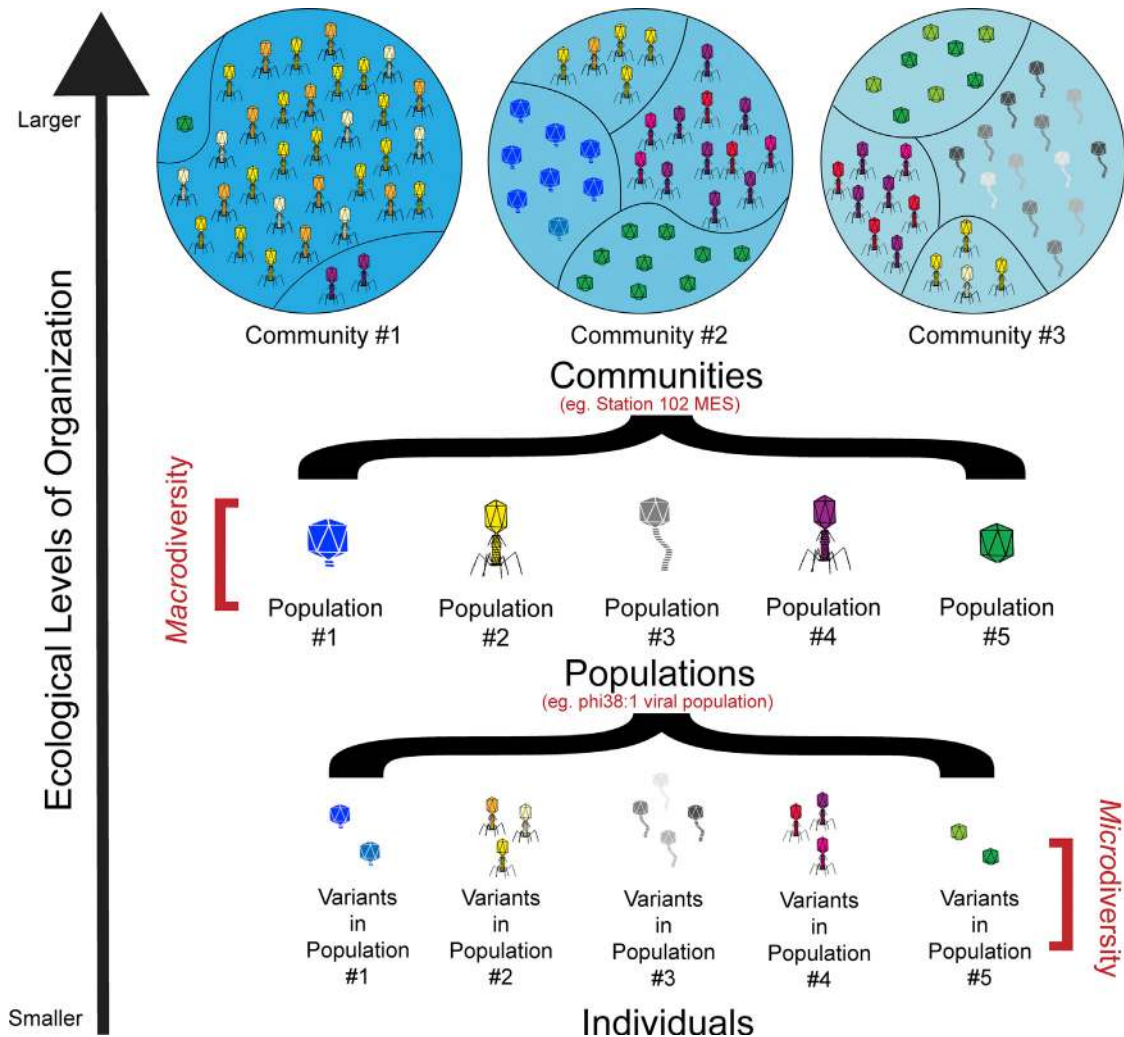 Larger
Ecological Levels of Organization
Smaller
Community #1
Community #2
Community #3
Communities
(eg. Station 102 MES)
Macrodiversity
Population
#1
Population
#2
Population
#3
Population
#4
Population
#5
Populations
(eg. phi38:1 viral population)
Microdiversity
Variants
in
Population
#1
Variants
in
Population
#2
Variants
in
Population
#3
Variants
in
Population
#4
Variants
in
Population
#5
Individuals